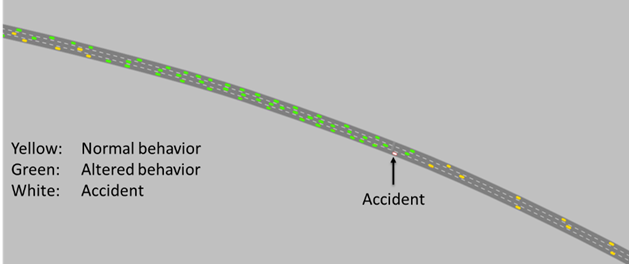 Yellow: Normal behavior
Green: Altered behavior
White: Accident
Accident